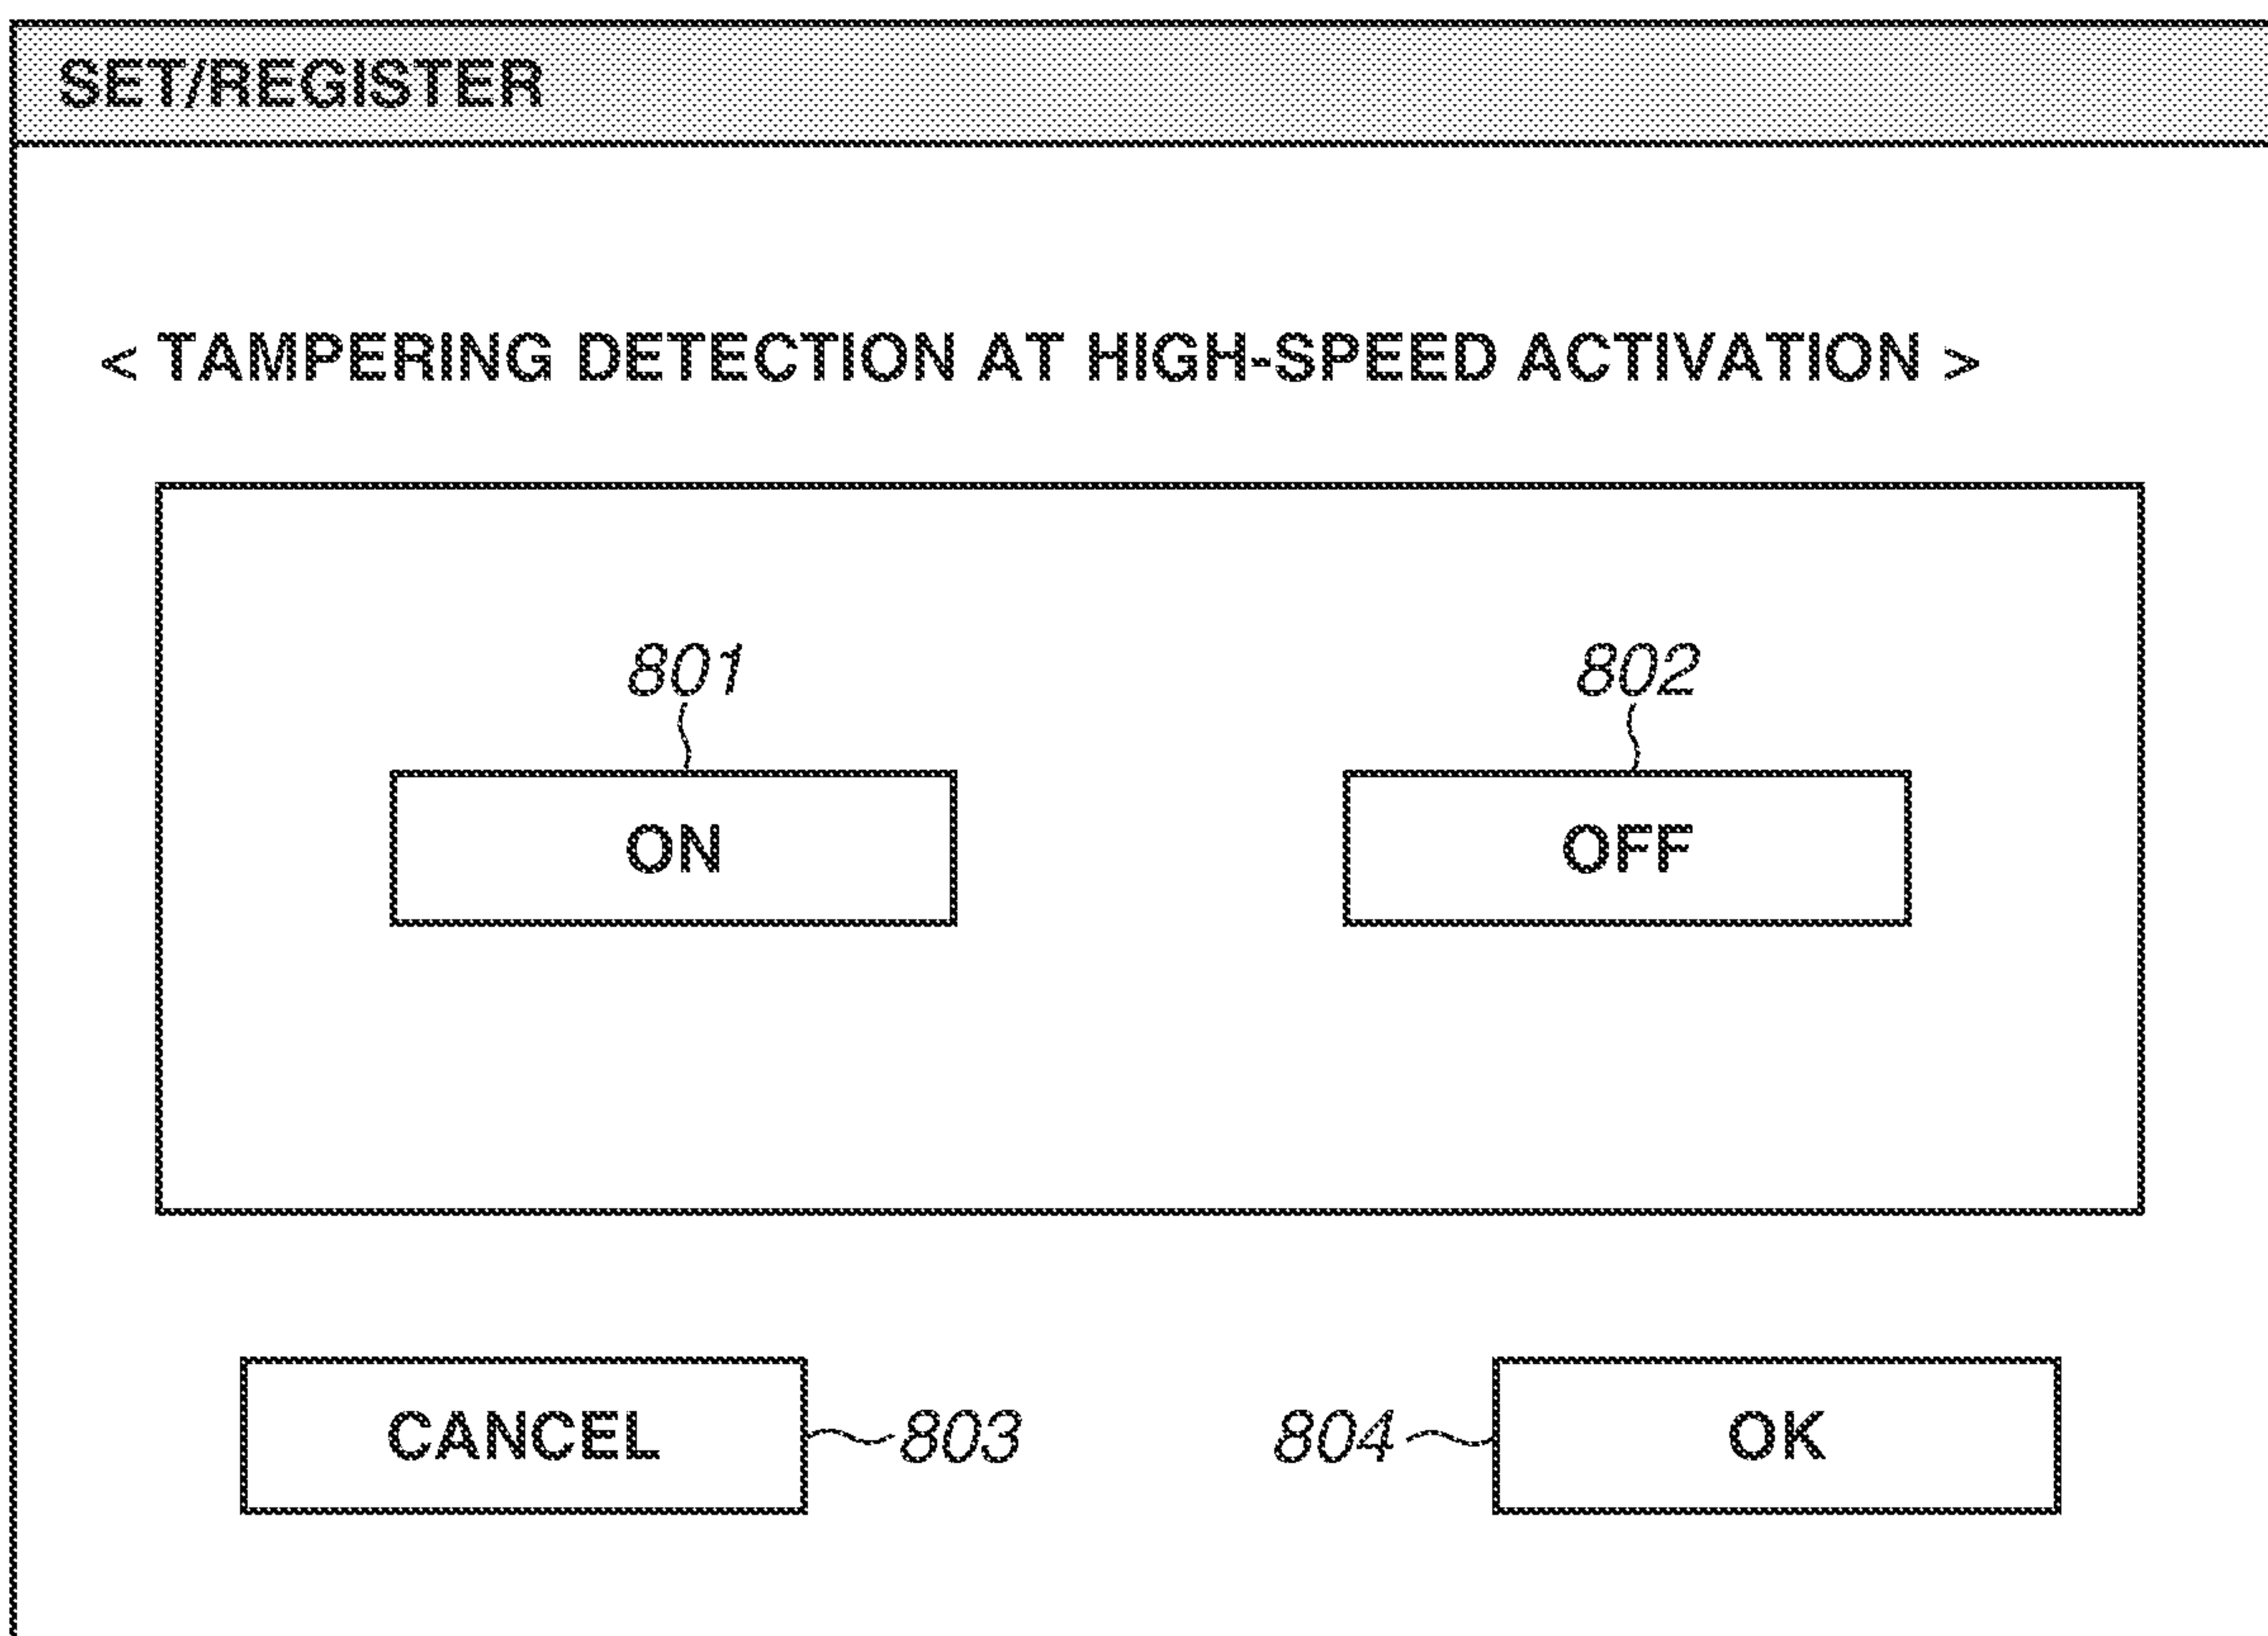 SET/REGISTER
< TAMPERING DETECTION AT HIGH-SPEED ACTIVATION >
801 802
ON OFF
CANCEL 803 804 OK